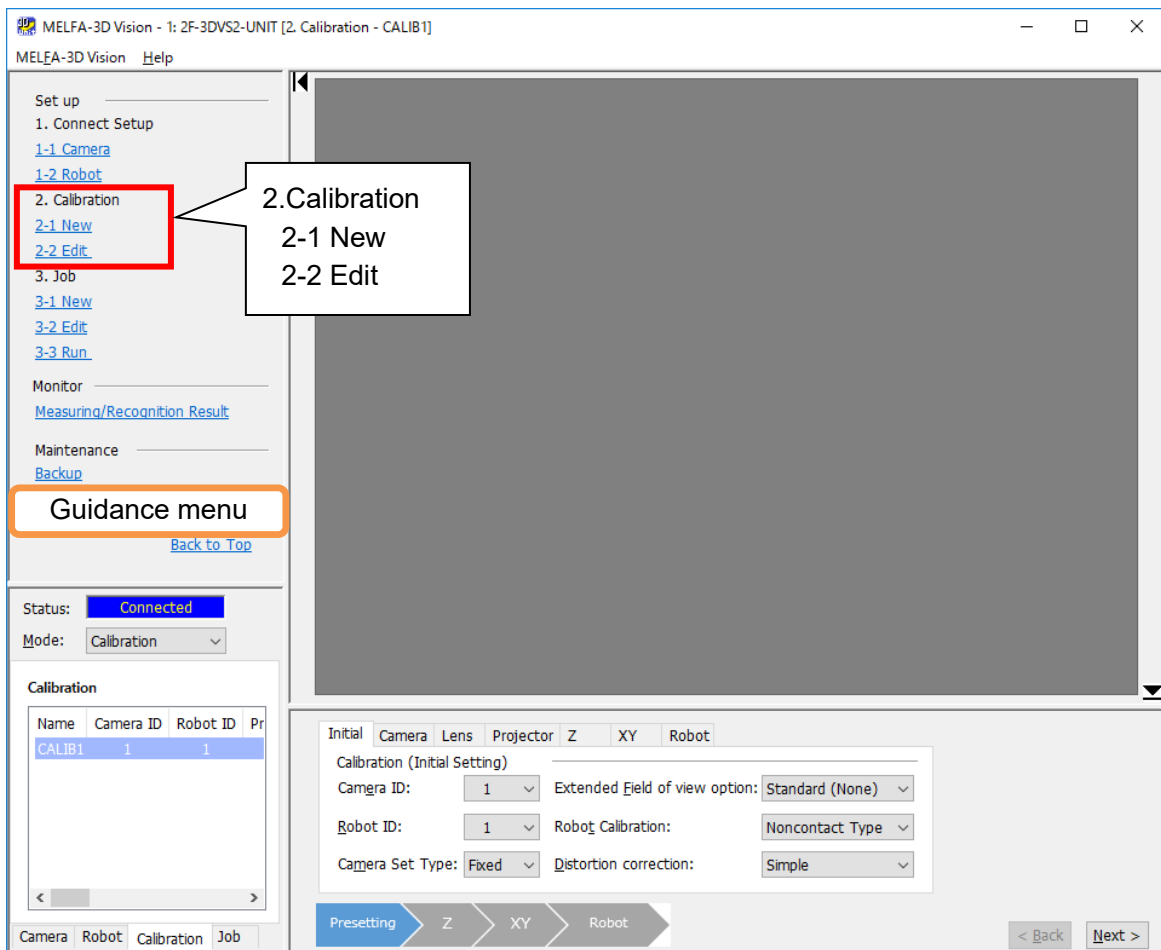 MELFA-3D Vision - 1: 2F-3DVS2-UNIT [2. Calibration - CALIB1]
MELFA-3D Vision Help
Set up
1. Connect Setup
1-1 Camera
1-2 Robot
2. Calibration
2-1 New
2-2 Edit
3. Job
3-1 New
3-2 Edit
3-3 Run
Monitor
Measuring/Recognition Result
Maintenance
Backup
Guidance menu
Back to Top
2.Calibration
2-1 New
2-2 Edit
Status: Connected
Mode: Calibration
Calibration
Name Camera ID Robot ID Pr
CALIB1 1 1
Camera Robot Calibration Job
Initial Camera Lens Projector Z XY Robot
Calibration (Initial Setting)
Camera ID: 1 Extended Field of view option: Standard (None)
Robot ID: 1 Robot Calibration: Noncontact Type
Camera Set Type: Fixed Distortion correction: Simple
Presetting Z XY Robot
< Back Next >